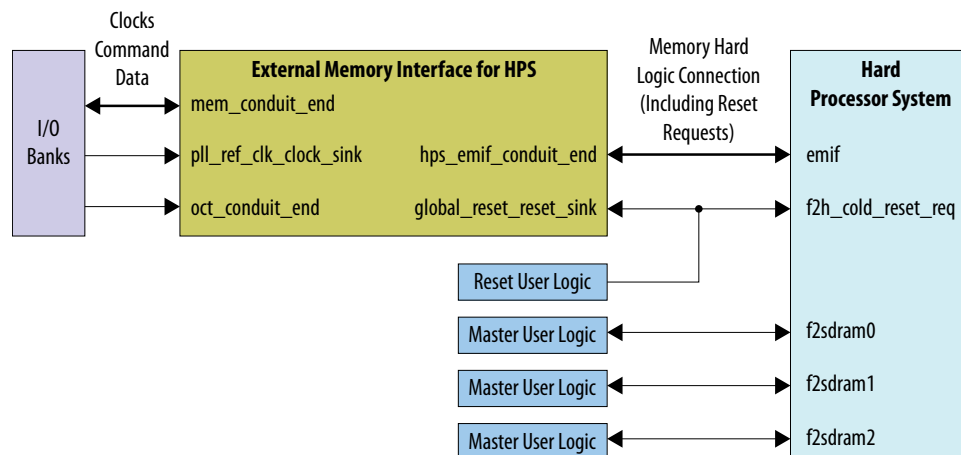 Clocks
Command
Data
I/O
Banks
External Memory Interface for HPS
mem_conduit_end
pll_ref_clk_clock_sink
hps_emif_conduit_end
oct_conduit_end
global_reset_reset_sink
Memory Hard
Logic Connection
(Including Reset
Requests)
Hard
Processor System
emif
f2h_cold_reset_req
Reset User Logic
Master User Logic
f2sdram0
Master User Logic
f2sdram1
Master User Logic
f2sdram2